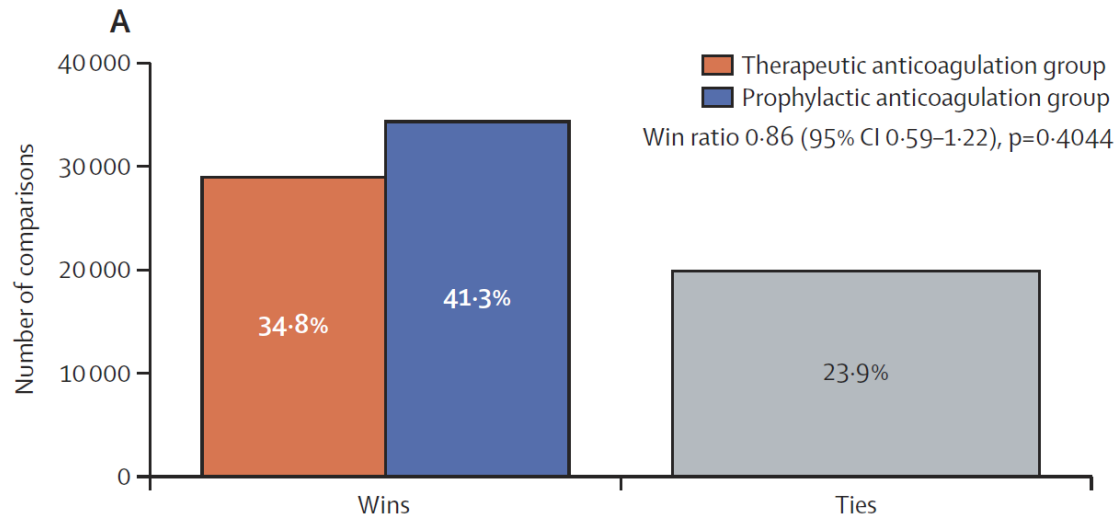 A
40 000
30 000
20 000
10 000
0
Number of comparisons
Therapeutic anticoagulation group
Prophylactic anticoagulation group
Win ratio 0·86 (95% CI 0·59–1·22), p=0·4044
34·8%
41·3%
23·9%
Wins
Ties